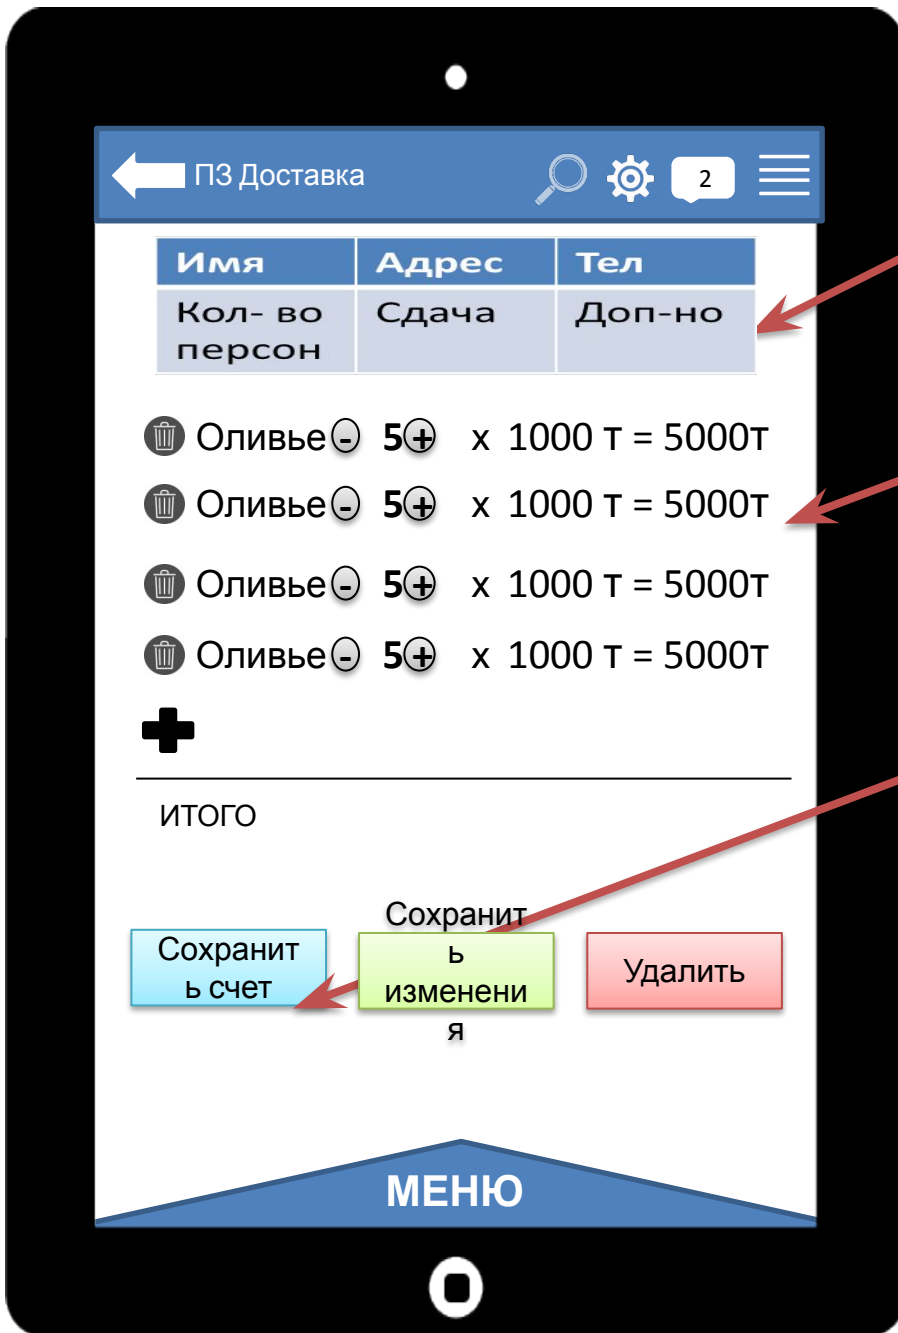 ПЗ Доставка
2
Имя Адрес Тел
Кол- во Сдача Доп-но
персон
Оливье - 5 + х 1000 т = 5000т
Оливье - 5 + х 1000 т = 5000т
Оливье - 5 + х 1000 т = 5000т
Оливье - 5 + х 1000 т = 5000т
ИТОГО
Сохранит
ь счет
Сохранит
ь
изменени
я
Удалить
МЕНЮ